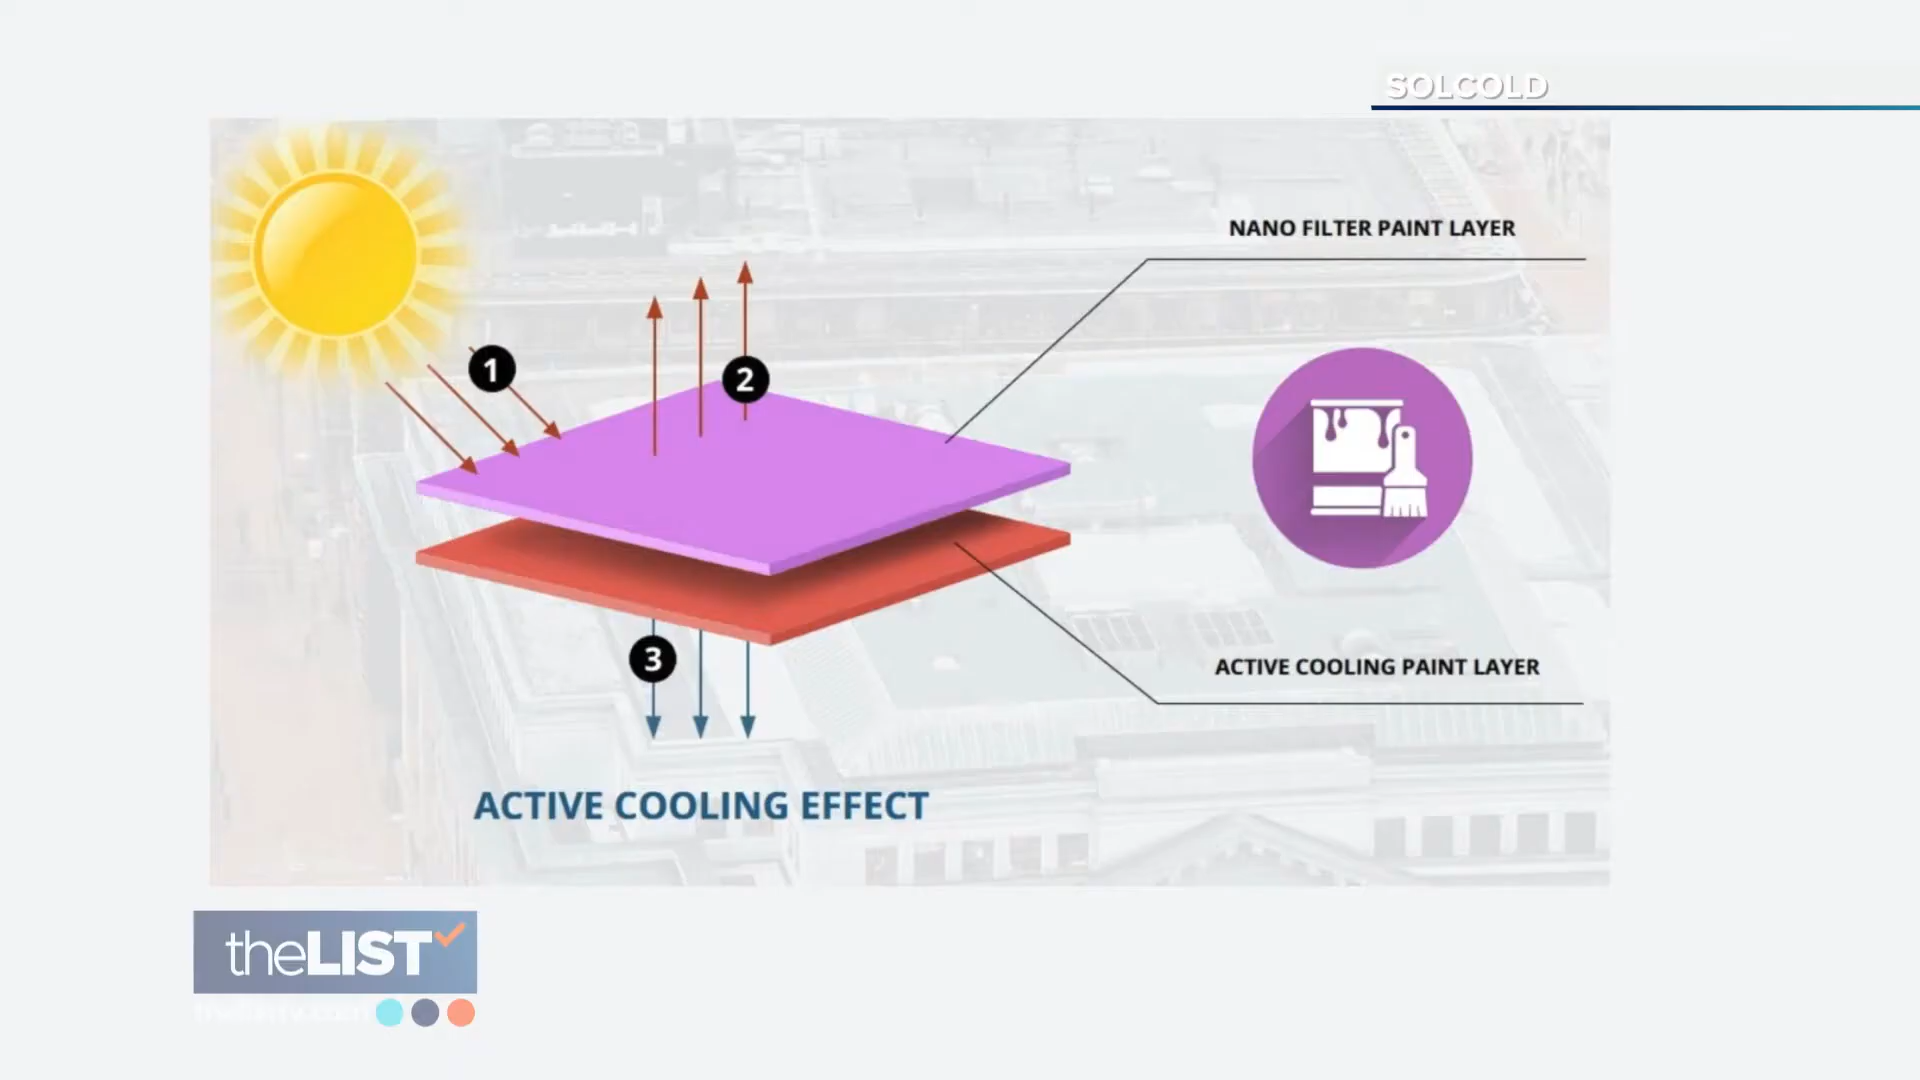 SOLCOLD
NANO FILTER PAINT LAYER
1
2
3
ACTIVE COOLING PAINT LAYER
ACTIVE COOLING EFFECT
theLIST